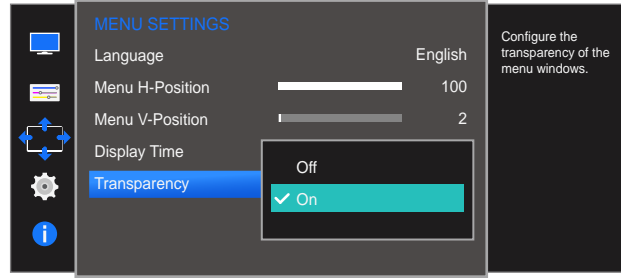 MENU SETTINGS
Language English
Menu H-Position 100
Menu V-Position 2
Display Time
Transparency
Off
On
Configure the
transparency of the
menu windows.